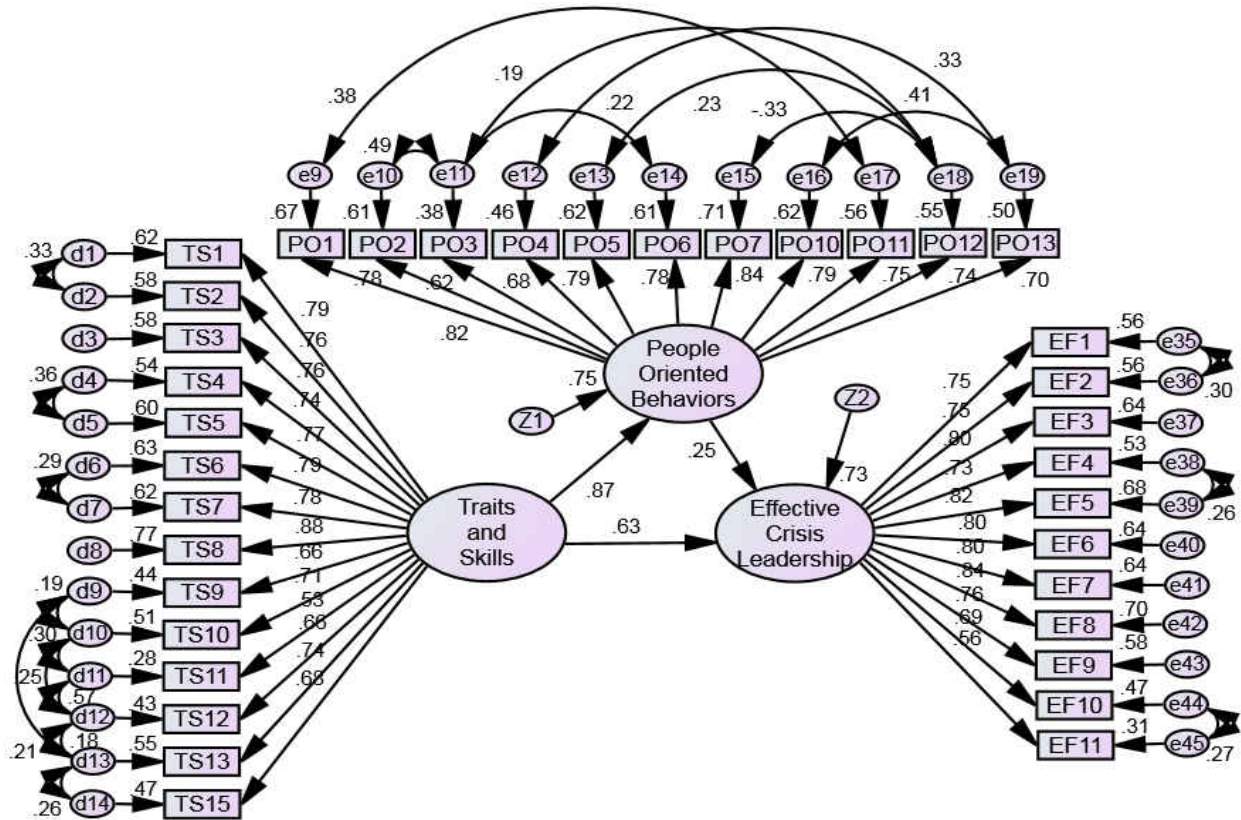 .38
.19
.33
.22
.23
-.33
.41
.49
e9
e10
e11
e12
e13
e14
e15
e16
e17
e18
e19
.67
.61
.38
.46
.62
.61
.71
.62
.56
.55
.50
PO1
PO2
PO3
PO4
PO5
PO6
PO7
PO10
PO11
PO12
PO13
.82
.78
.62
.68
.79
.78
.84
.79
.75
.74
.70
People
Oriented
Behaviors
.75
Z1
Z2
.25
.73
.87
.63
Traits
and
Skills
Effective
Crisis
Leadership
.33
d1
.62
TS1
d2
.58
TS2
d3
.58
TS3
.36
d4
.54
TS4
d5
.60
TS5
.29
d6
.63
TS6
d7
.62
TS7
d8
.77
TS8
.19
d9
.44
TS9
.30
d10
.51
TS10
.25
d11
.28
TS11
.57
d12
.43
TS12
.21
.18
d13
.55
TS13
.26
d14
.47
TS15
.79
.76
.76
.74
.77
.79
.78
.88
.66
.71
.53
.66
.74
.68
.75
.75
.80
.73
.82
.80
.80
.84
.76
.69
.56
EF1
.56
e35
EF2
.56
e36
.30
EF3
.64
e37
EF4
.53
e38
EF5
.68
e39
.26
EF6
.64
e40
EF7
.64
e41
EF8
.70
e42
EF9
.58
e43
EF10
.47
e44
EF11
.31
e45
.27